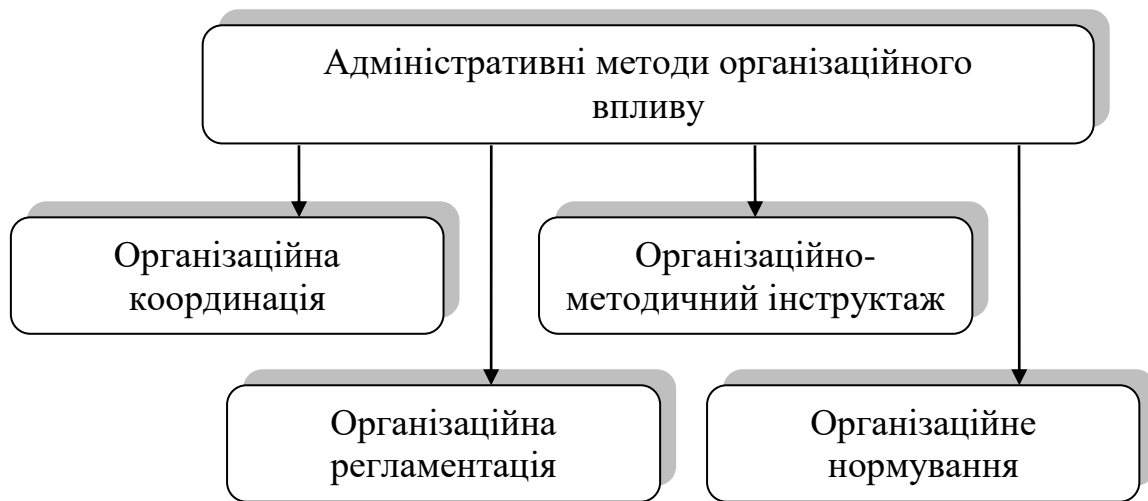 Адміністративні методи організаційного
впливу
Організаційна
координація
Організаційно-
методичний інструктаж
Організаційна
регламентація
Організаційне
нормування